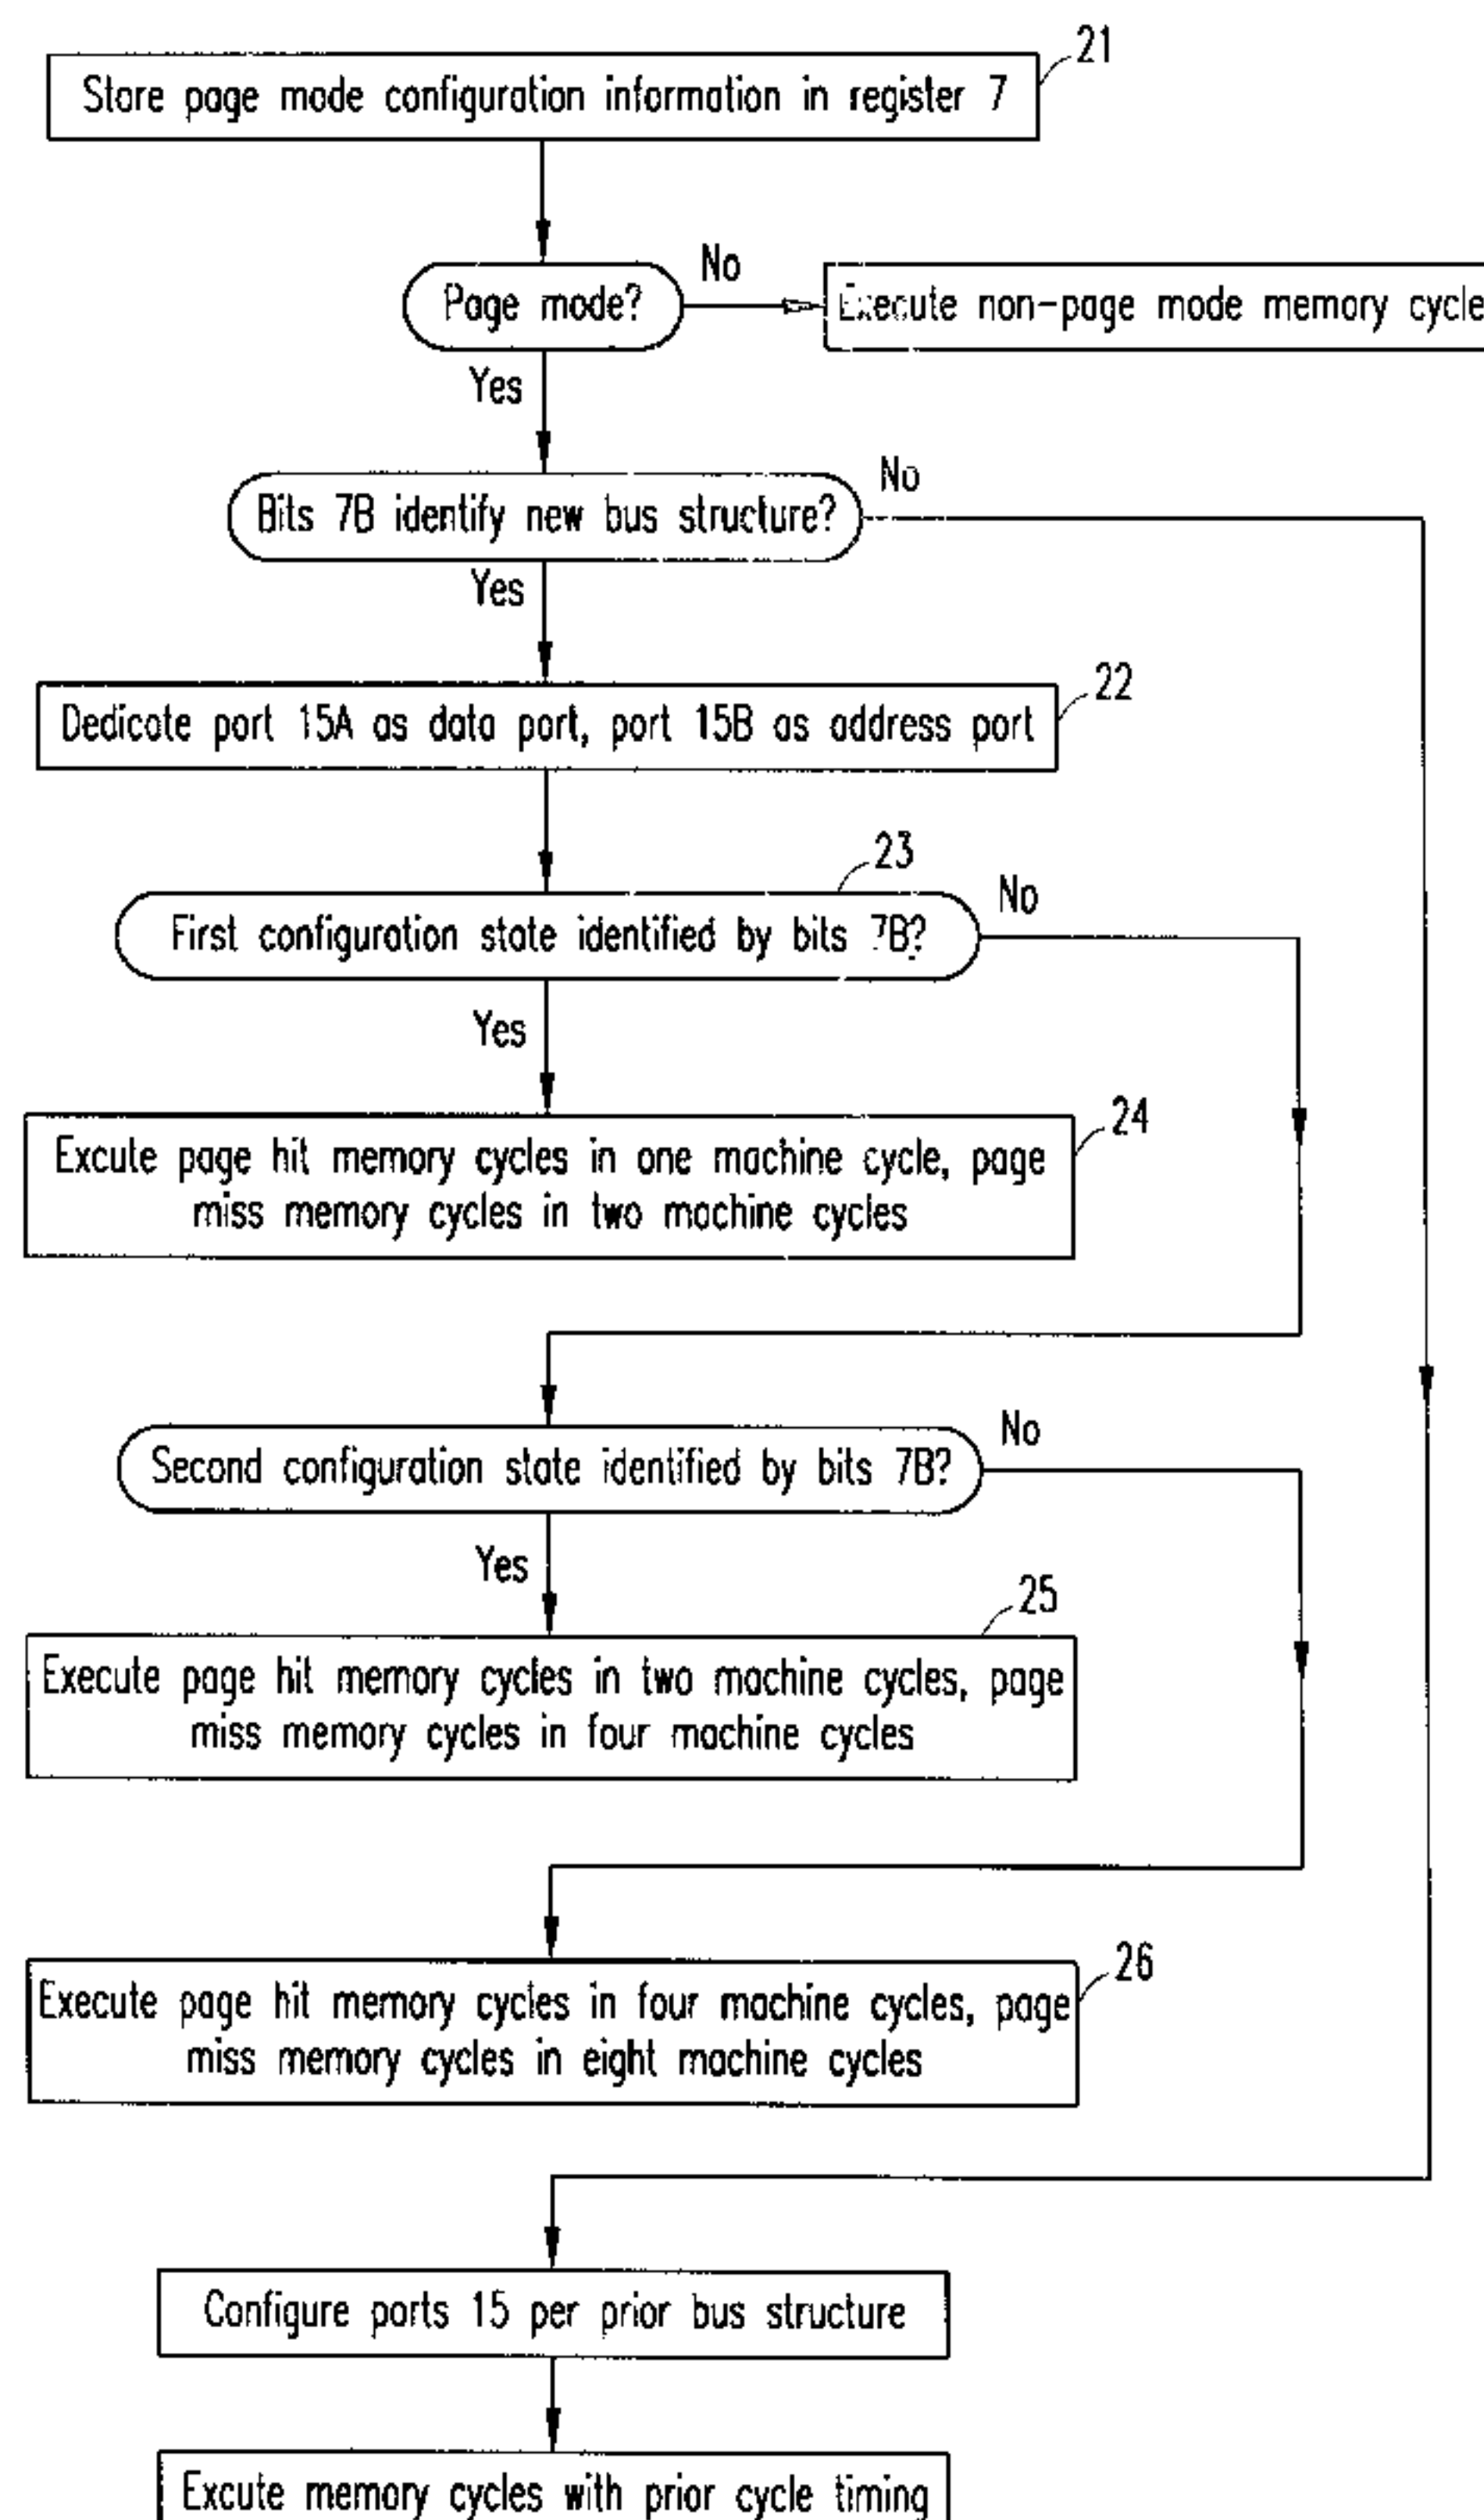 21
Store page mode configuration information in register 7
No
Page mode?
Execute non-page mode memory cycle
Yes
No
Bits 7B identify new bus structure?
Yes
22
Dedicate port 15A as data port, port 15B as address port
23
No
First configuration state identified by bits 7B?
Yes
24
Excute page hit memory cycles in one machine cycle, page
miss memory cycles in two machine cycles
No
Second configuration state identified by bits 7B?
Yes
25
Execute page hit memory cycles in two machine cycles, page
miss memory cycles in four machine cycles
26
Execute page hit memory cycles in four machine cycles, page
miss memory cycles in eight machine cycles
Configure ports 15 per prior bus structure
Excute memory cycles with prior cycle timing